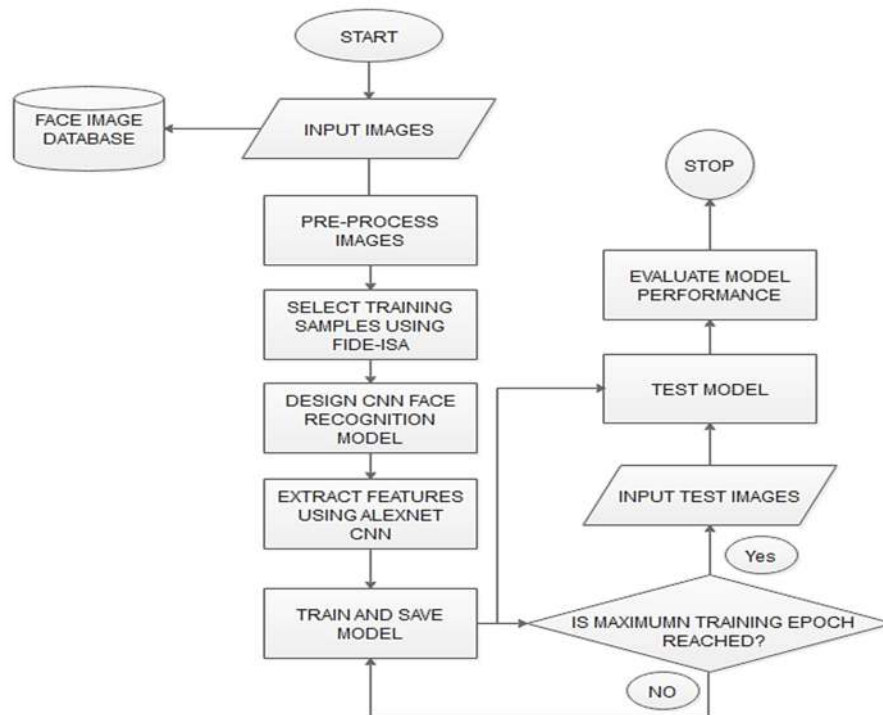 START
FACE IMAGE
DATABASE
INPUT IMAGES
PRE-PROCESS
IMAGES
SELECT TRAINING
SAMPLES USING
FIDE-ISA
DESIGN CNN FACE
RECOGNITION
MODEL
EXTRACT FEATURES
USING ALEXNET
CNN
TRAIN AND SAVE
MODEL
IS MAXIMUMN TRAINING EPOCH
REACHED?
NO
Yes
INPUT TEST IMAGES
TEST MODEL
EVALUATE MODEL
PERFORMANCE
STOP